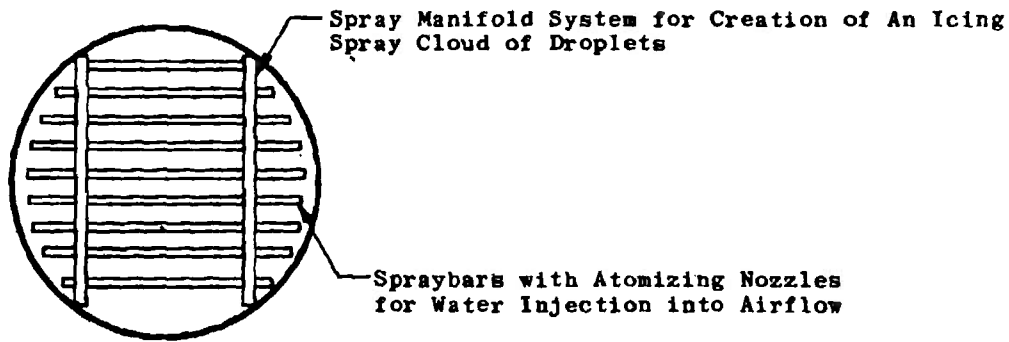 Spray Manifold System for Creation of An Icing
Spray Cloud of Droplets
Spraybars with Atomizing Nozzles
for Water Injection into Airflow